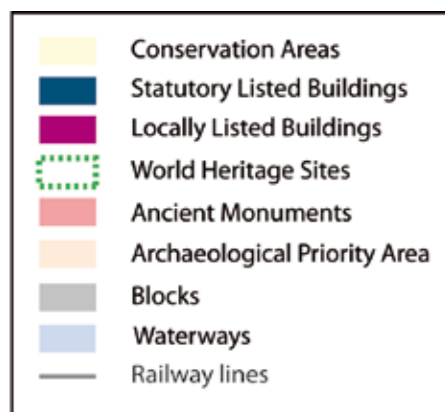 Conservation Areas
Statutory Listed Buildings
Locally Listed Buildings
World Heritage Sites
Ancient Monuments
Archaeological Priority Area
Blocks
Waterways
Railway lines